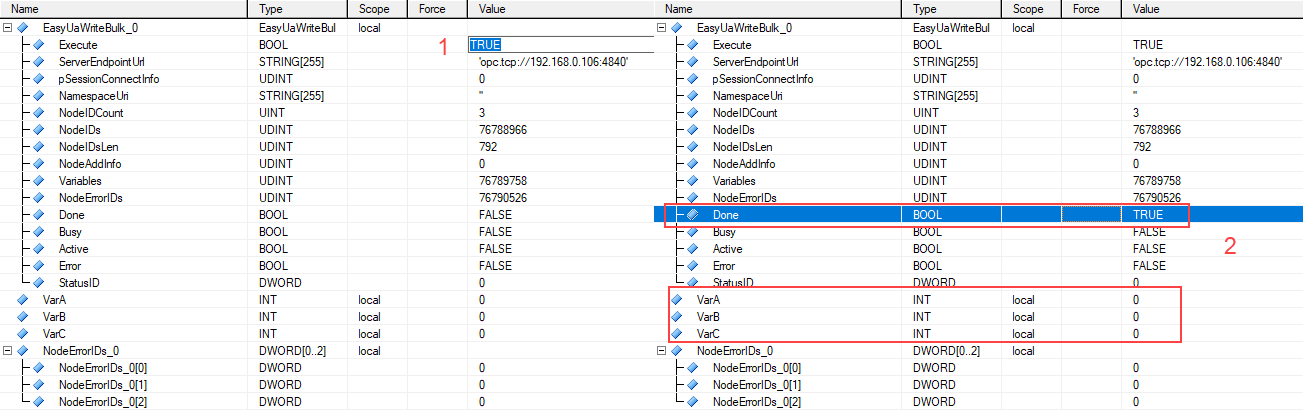 Name Type Scope Force Value Name Type Scope Force Value
EasyUaWriteBulk_0 EasyUaWriteBul local EasyUaWriteBulk_0 EasyUaWriteBul local
Execute BOOL 1 TRUE Execute BOOL TRUE
ServerEndpointUrl STRING[255] 'opc.tcp://192.168.0.106:4840' ServerEndpointUrl STRING[255] 'opc.tcp://192.168.0.106:4840'
pSessionConnectInfo UDINT 0 pSessionConnectInfo UDINT 0
NamespaceUri STRING[255] '' NamespaceUri STRING[255] ''
NodeIDCount UINT 3 NodeIDCount UINT 3
NodeIDs UDINT 76788966 NodeIDs UDINT 76788966
NodeIDsLen UDINT 792 NodeIDsLen UDINT 792
NodeAddInfo UDINT 0 NodeAddInfo UDINT 0
Variables UDINT 76789758 Variables UDINT 76789758
NodeErrorIDs UDINT 76790526 NodeErrorIDs UDINT 76790526
Done BOOL FALSE Done BOOL TRUE
Busy BOOL FALSE Busy BOOL FALSE
Active BOOL FALSE Active BOOL FALSE 2
Error BOOL FALSE Error BOOL FALSE
StatusID DWORD 0 StatusID DWORD 0
VarA INT local 0 VarA INT local 0
VarB INT local 0 VarB INT local 0
VarC INT local 0 VarC INT local 0
NodeErrorIDs_0 DWORD[0..2] local NodeErrorIDs_0 DWORD[0..2] local
NodeErrorIDs_0[0] DWORD 0 NodeErrorIDs_0[0] DWORD 0
NodeErrorIDs_0[1] DWORD 0 NodeErrorIDs_0[1] DWORD 0
NodeErrorIDs_0[2] DWORD 0 NodeErrorIDs_0[2] DWORD 0